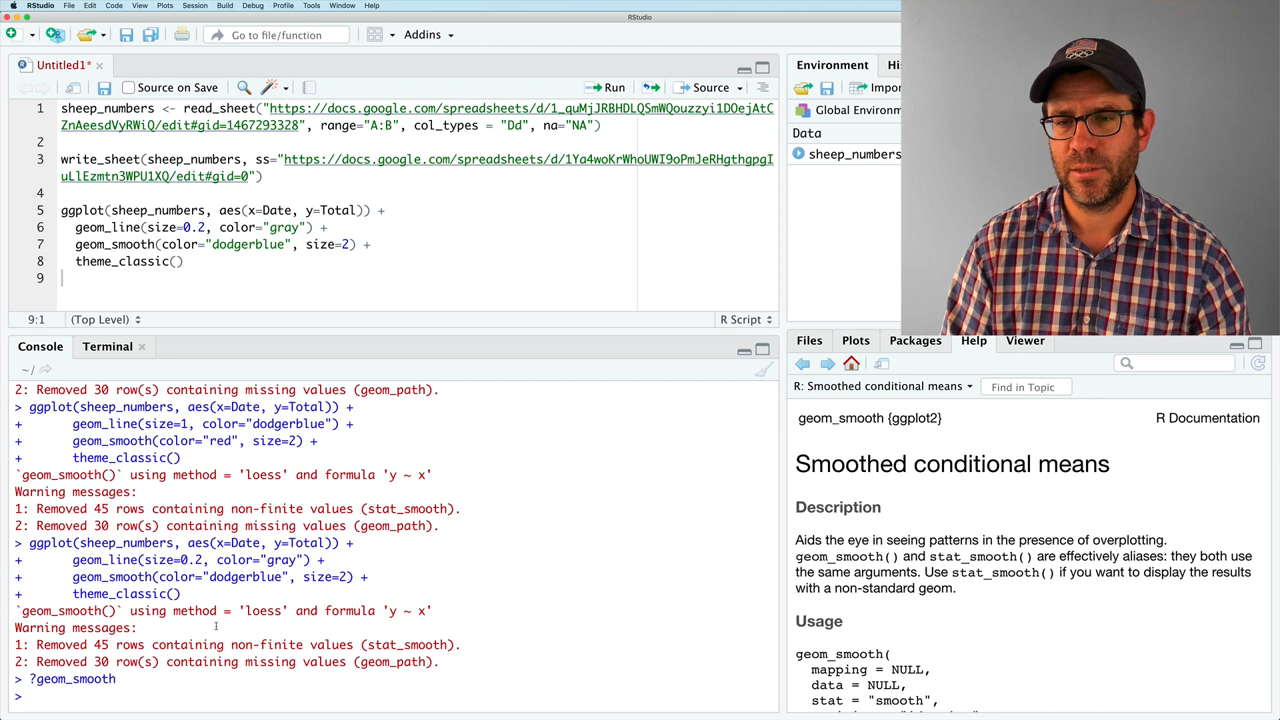 RStudio File Edit Code View Plots Session Build Debug Profile Tools Window Help
RStudio
Go to file/function Addins
Untitled1*
Source on Save Run Source
1 sheep_numbers <- read_sheet("https://docs.google.com/spreadsheets/d/1_quMjJRBHDLQSmWQouzzyi1DOejAtC
ZnAeesdVyRWiQ/edit#gid=1467293328", range="A:B", col_types = "Dd", na="NA")
2
3 write_sheet(sheep_numbers, ss="https://docs.google.com/spreadsheets/d/1Ya4woKrWhoUWI9oPmJeRHgthgpgI
uLlEzmtn3WPU1XQ/edit#gid=0")
4
5 ggplot(sheep_numbers, aes(x=Date, y=Total)) +
6 geom_line(size=0.2, color="gray") +
7 geom_smooth(color="dodgerblue", size=2) +
8 theme_classic()
9
9:1 (Top Level) R Script
Console Terminal
~/
2: Removed 30 row(s) containing missing values (geom_path).
> ggplot(sheep_numbers, aes(x=Date, y=Total)) +
+ geom_line(size=1, color="dodgerblue") +
+ geom_smooth(color="red", size=2) +
+ theme_classic()
`geom_smooth()` using method = 'loess' and formula 'y ~ x'
Warning messages:
1: Removed 45 rows containing non-finite values (stat_smooth).
2: Removed 30 row(s) containing missing values (geom_path).
> ggplot(sheep_numbers, aes(x=Date, y=Total)) +
+ geom_line(size=0.2, color="gray") +
+ geom_smooth(color="dodgerblue", size=2) +
+ theme_classic()
`geom_smooth()` using method = 'loess' and formula 'y ~ x'
Warning messages:
1: Removed 45 rows containing non-finite values (stat_smooth).
2: Removed 30 row(s) containing missing values (geom_path).
> ?geom_smooth
>
Environment Hi
Impor
Global Environm
Data
sheep_numbers
Files Plots Packages Help Viewer
R: Smoothed conditional means Find in Topic
geom_smooth {ggplot2} R Documentation
Smoothed conditional means
Description
Aids the eye in seeing patterns in the presence of overplotting.
geom_smooth() and stat_smooth() are effectively aliases: they both use
the same arguments. Use stat_smooth() if you want to display the results
with a non-standard geom.
Usage
geom_smooth(
mapping = NULL,
data = NULL,
stat = "smooth",